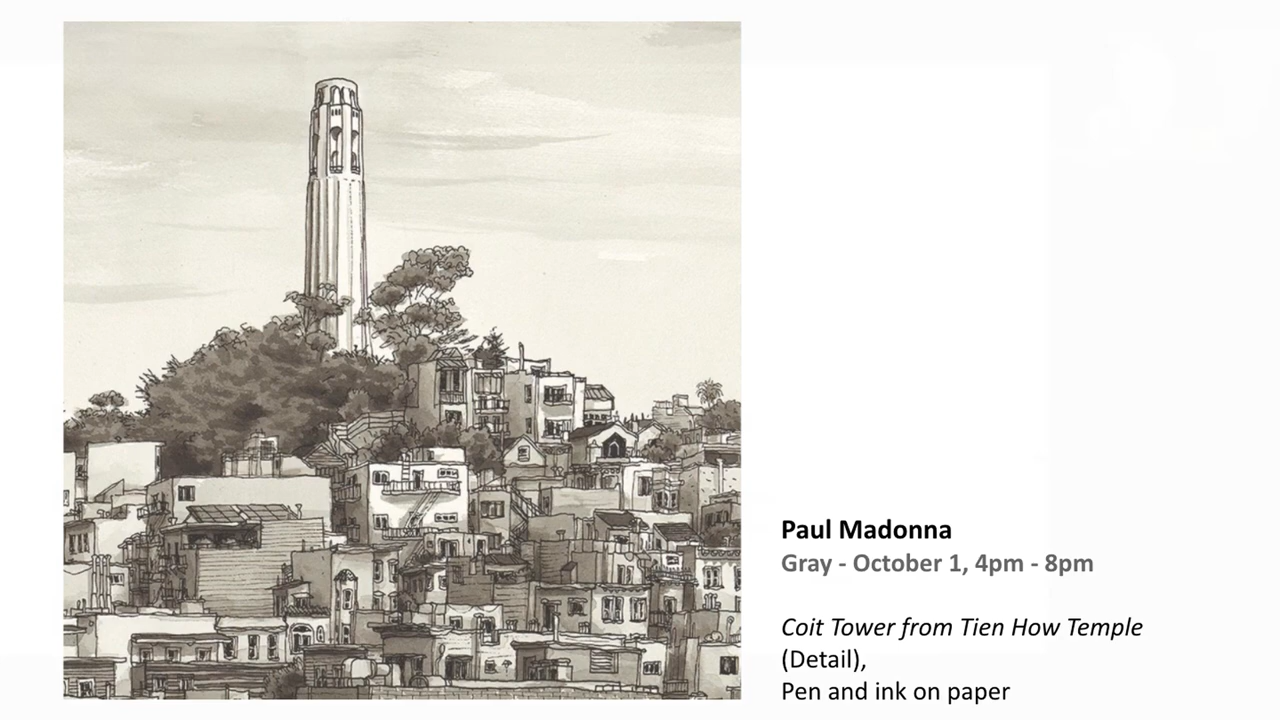 Paul Madonna
Gray - October 1, 4pm - 8pm
Coit Tower from Tien How Temple
(Detail),
Pen and ink on paper